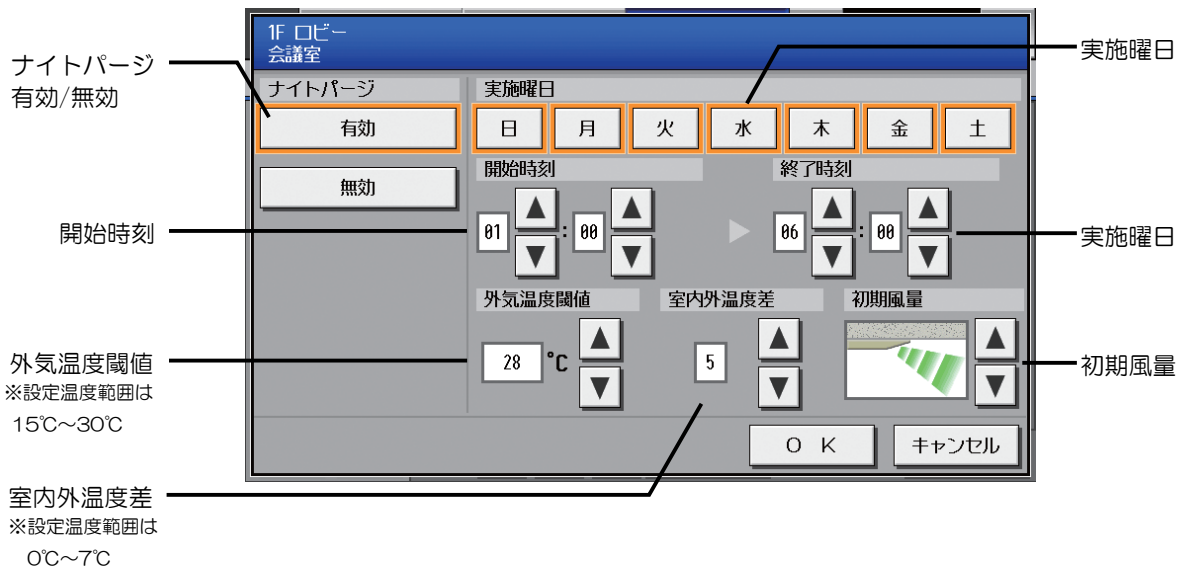 1F ロビー
会議室
ナイトパージ
有効/無効
実施曜日
ナイトパージ
実施曜日
有効
日
月
火
水
木
金
土
無効
開始時刻
終了時刻
開始時刻
01
:
00
06
:
00
実施曜日
外気温度閾値
室内外温度差
初期風量
外気温度閾値
※設定温度範囲は
15℃～30℃
28
℃
5
初期風量
OK
キャンセル
室内外温度差
※設定温度範囲は
0℃～7℃